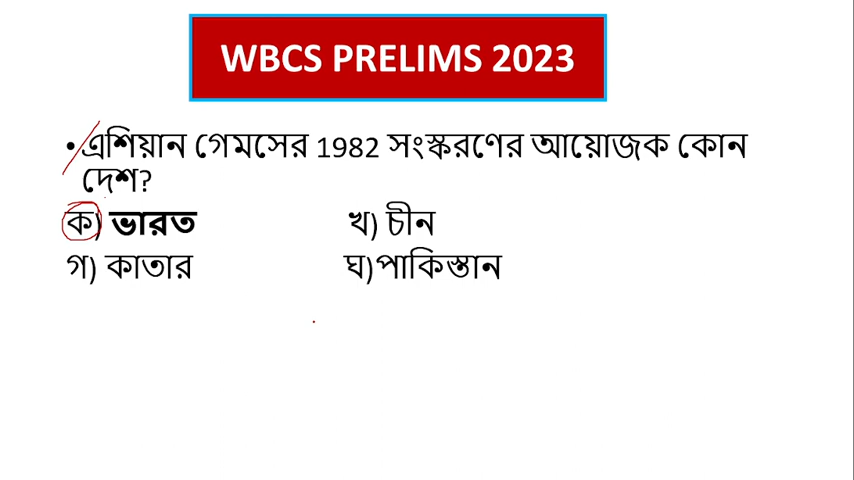 WBCS PRELIMS 2023
• এশিয়ান গেমসের 1982 সংস্করণের আয়োজক কোন
দেশ?
ক) ভারত খ) চীন
গ) কাতার ঘ)পাকিস্তান